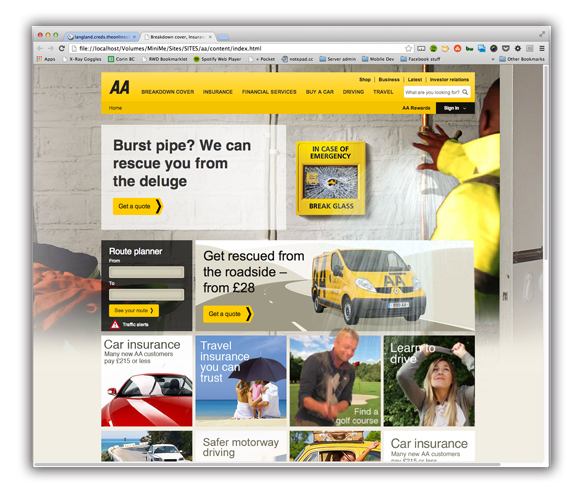 langland.creds.theonlinesc
Breakdown cover, insuranc
file://localhost/Volumes/MiniMe/Sites/SITES/aa/content/index.html
Apps
X-Ray Goggles
Corin BC
RWD Bookmarklet
Spotify Web Player
+ Pocket
notepad.cc
Server admin
Mobile Dev
Facebook stuff
Other Bookmarks
Shop
Business
Latest
Investor relations
AA
BREAKDOWN COVER
INSURANCE
FINANCIAL SERVICES
BUY A CAR
DRIVING
TRAVEL
What are you looking for?
Home
AA Rewards
Sign in
Burst pipe? We can
rescue you from
the deluge
Get a quote
IN CASE OF
EMERGENCY
BREAK GLASS
Route planner
From
To
See your route
Traffic alerts
Get rescued from
the roadside –
from £28
Get a quote
AA
Car insurance
Many new AA customers
pay £215 or less
Travel
insurance
you can
trust
Find a
golf course
Learn to
drive
Safer motorway
driving
Car insurance
Many new AA customers
pay £215 or less